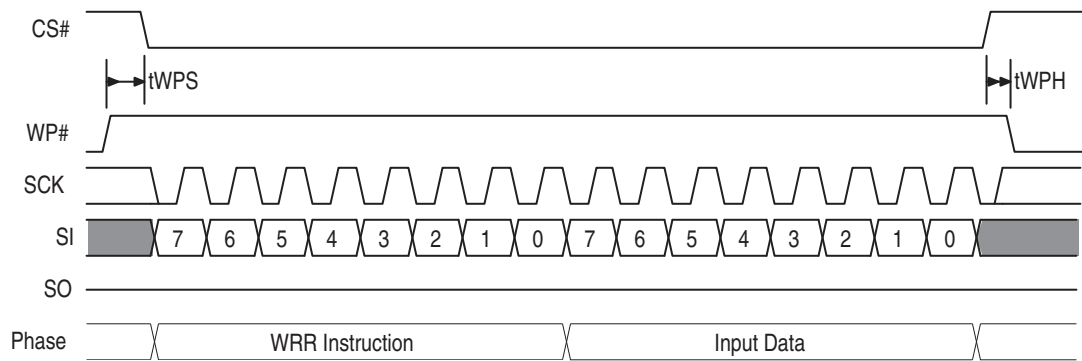 CS#
tWPS
tWPH
WP#
SCK
SI 7 6 5 4 3 2 1 0 7 6 5 4 3 2 1 0
SO
Phase WRR Instruction Input Data